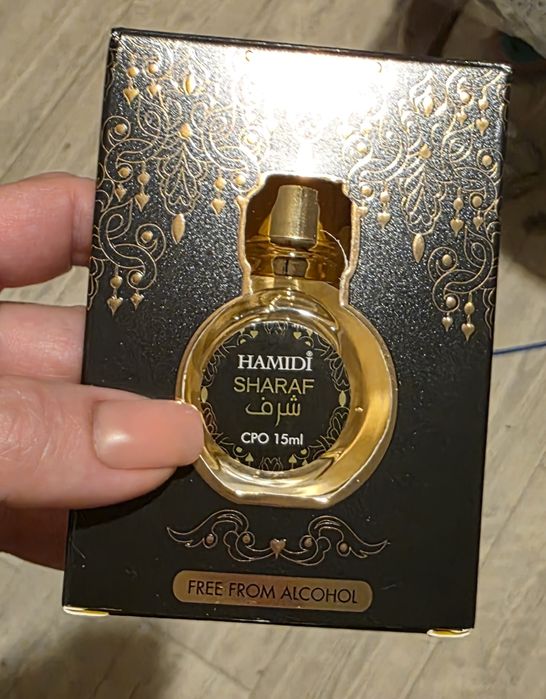 HAMIDİ®
SHARAF
شرف
CPO 15ml
FREE FROM ALCOHOL